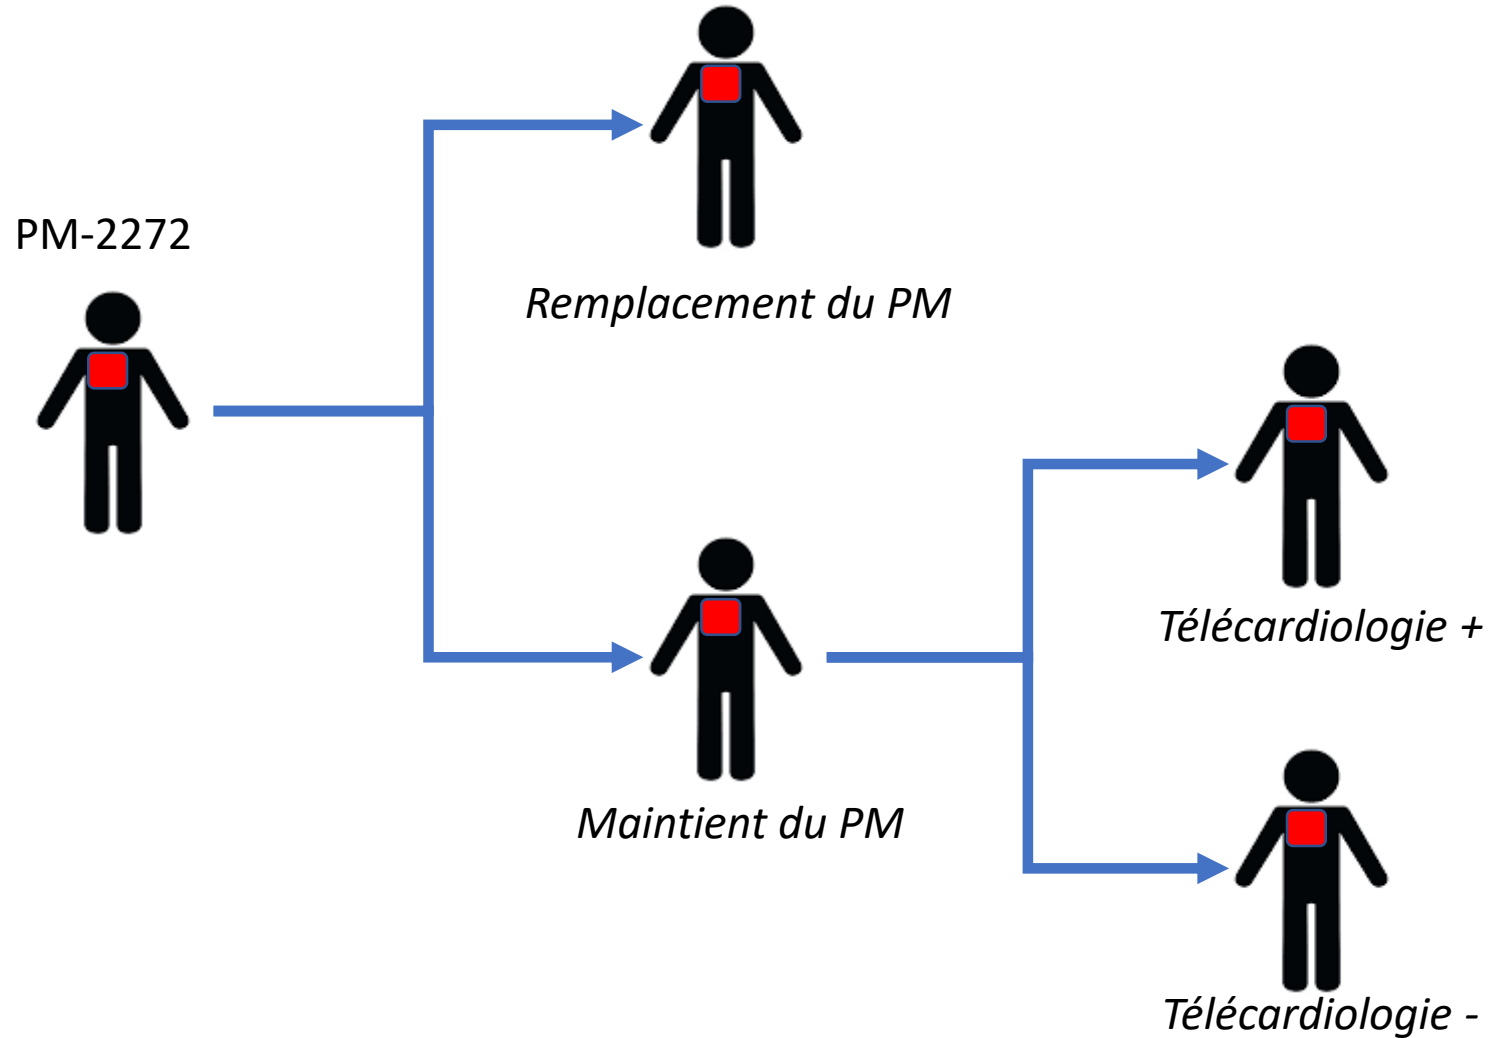 PM-2272
Remplacement du PM
Télécardiologie +
Maintient du PM
Télécardiologie -